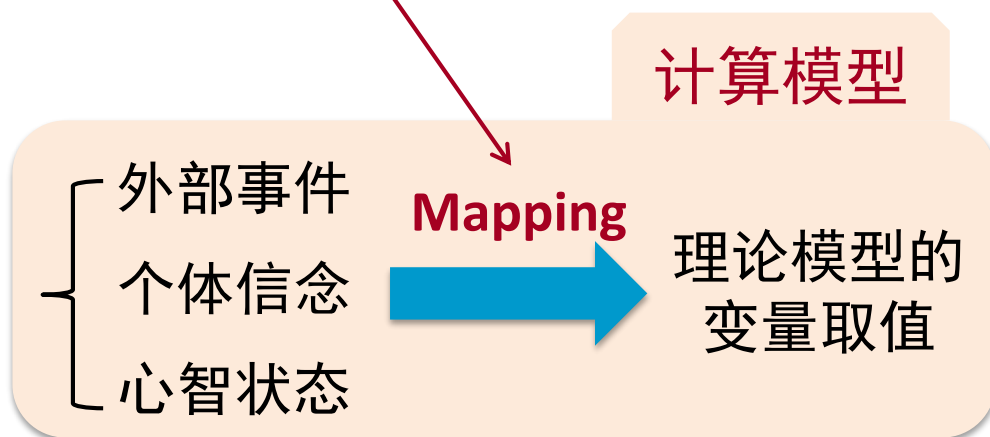 计算模型
外部事件
个体信念
心智状态
Mapping
理论模型的
变量取值